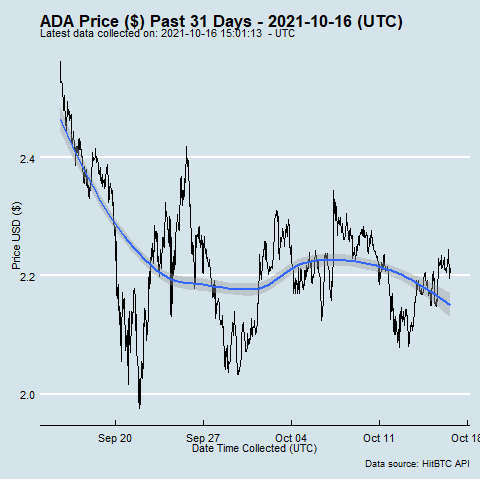 ADA Price ($) Past 31 Days - 2021-10-16 (UTC)
Latest data collected on: 2021-10-16 15:01:13 - UTC
Price USD ($)
2.4
2.2
2.0
Sep 20 Sep 27 Oct 04 Oct 11 Oct 18
Date Time Collected (UTC)
Data source: HitBTC API